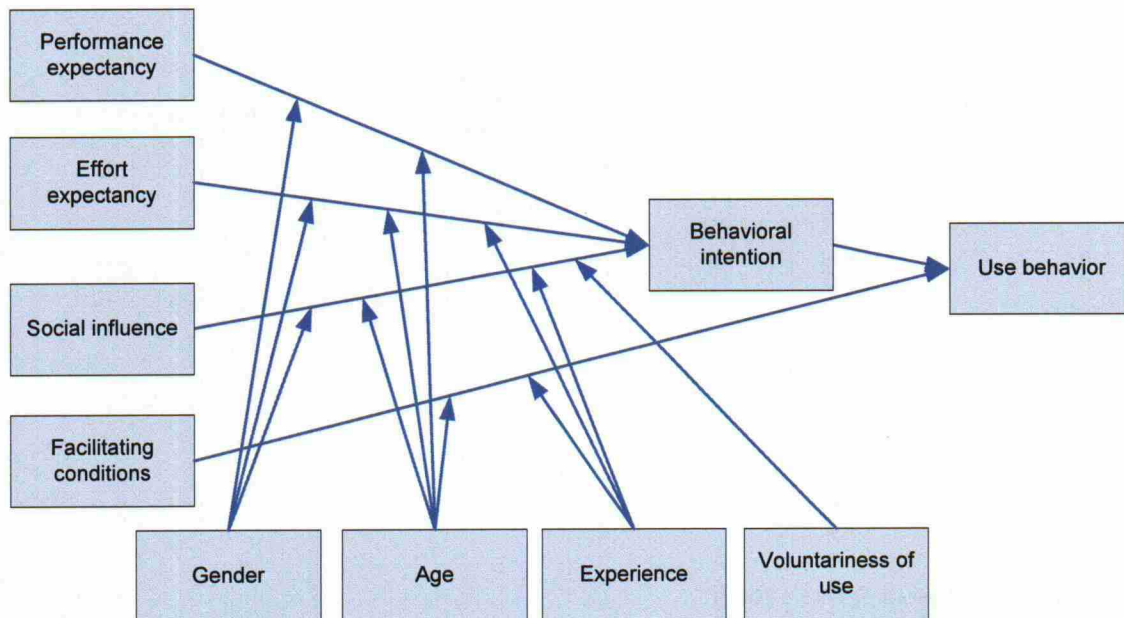 Performance
expectancy
Effort
expectancy
Social influence
Facilitating
conditions
Behavioral
intention
Use behavior
Gender
Age
Experience
Voluntariness of
use